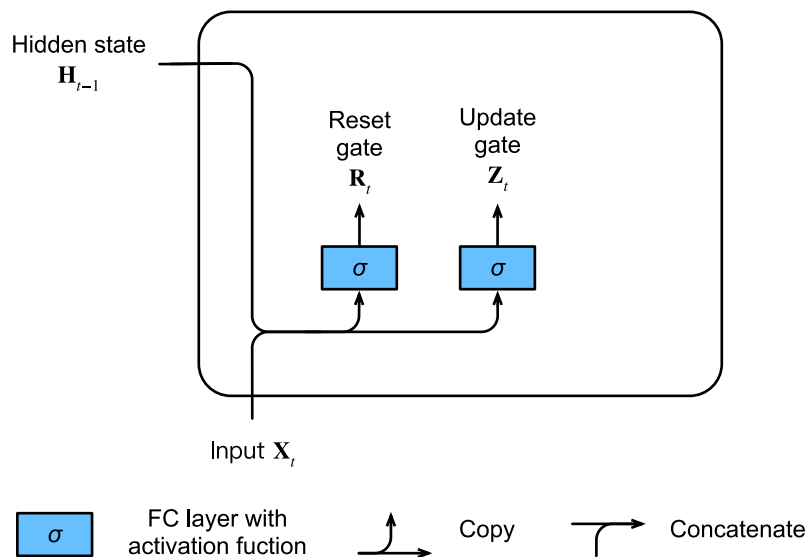 Hidden state
H_{t−1}
Reset
gate
R_t
Update
gate
Z_t
σ
σ
Input X_t
σ
FC layer with
activation fuction
Copy
Concatenate